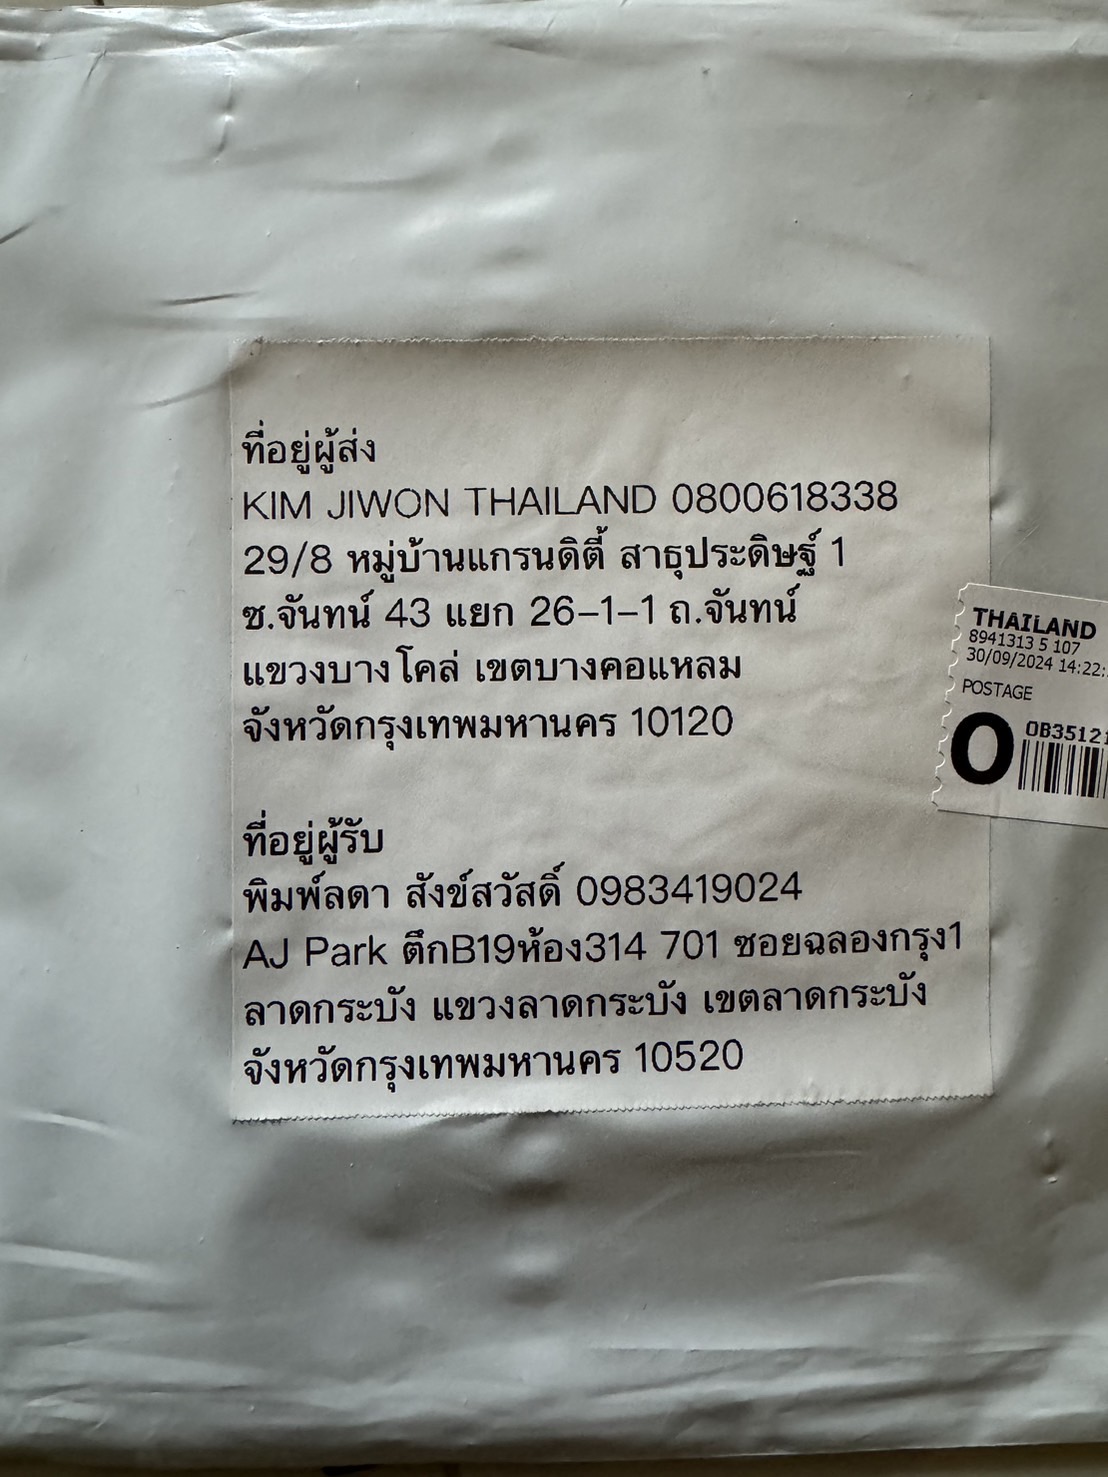 ที่อยู่ผู้ส่ง
KIM JIWON THAILAND 0800618338
29/8 หมู่บ้านแกรนดิตี้ สาธุประดิษฐ์ 1
ซ.จันทน์ 43 แยก 26-1-1 ถ.จันทน์
แขวงบางโคล่ เขตบางคอแหลม
จังหวัดกรุงเทพมหานคร 10120
ที่อยู่ผู้รับ
พิมพ์ลดา สังข์สวัสดิ์ 0983419024
AJ Park ตึกB19ห้อง314 701 ซอยฉลองกรุง1
ลาดกระบัง แขวงลาดกระบัง เขตลาดกระบัง
จังหวัดกรุงเทพมหานคร 10520
THAILAND
8941313 5 107
30/09/2024 14:22:
POSTAGE
O 0B35121